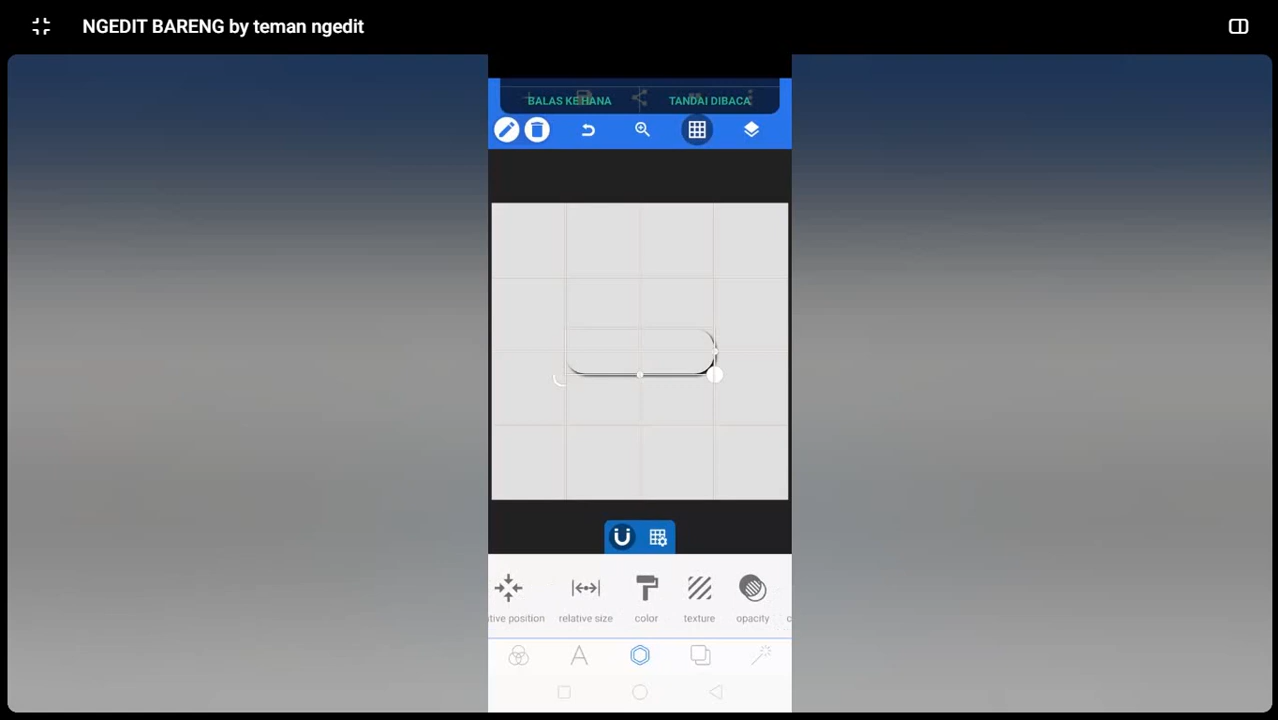 NGEDIT BARENG by teman ngedit
BALAS KE HANA
TANDAI DIBACA
tive position
relative size
color
texture
opacity